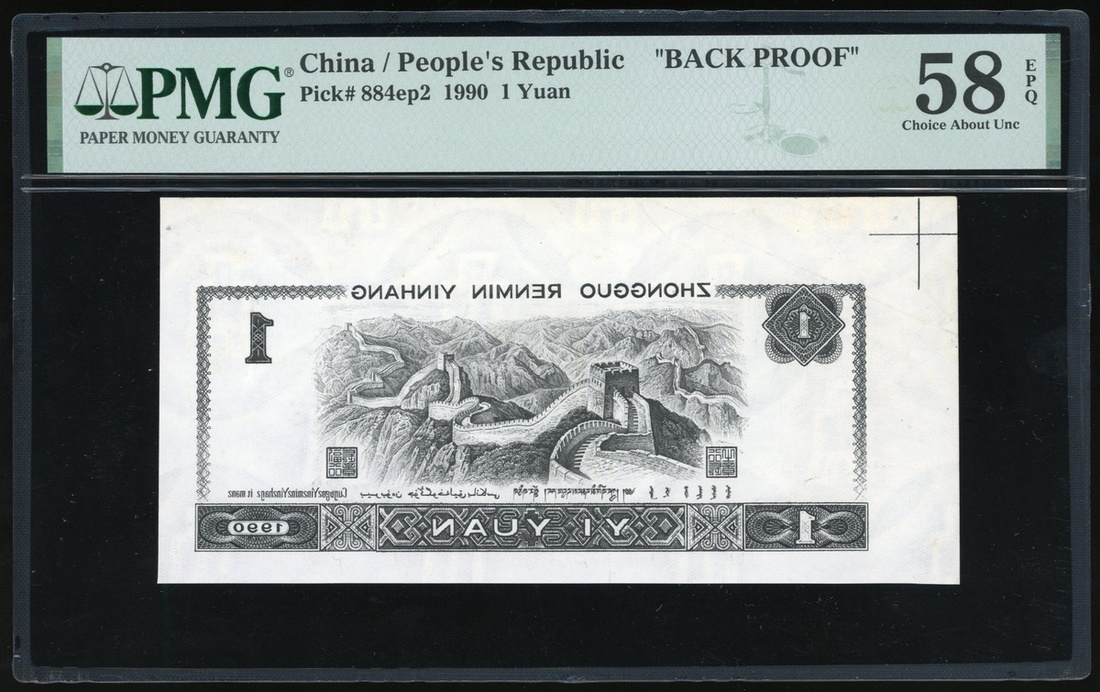 China / People's Republic "BACK PROOF"
Pick# 884ep2 1990 1 Yuan
PMG®
PAPER MONEY GUARANTY
58 EPQ
Choice About Unc
ZHONGGUO RENMIN YINHANG
1 1
YI YUAN
1 1990